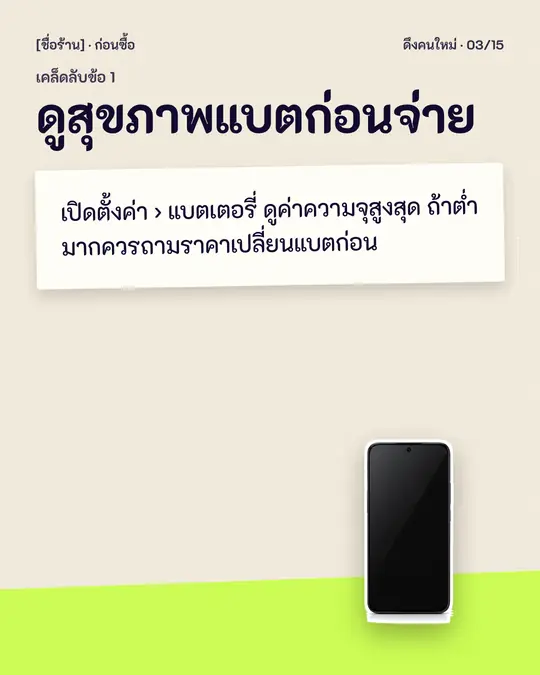 [ชื่อร้าน] · ก่อนซื้อ
ดึงคนใหม่ · 03/15
เคล็ดลับข้อ 1
ดูสุขภาพแบตก่อนจ่าย
เปิดตั้งค่า › แบตเตอรี่ ดูค่าความจุสูงสุด ถ้าต่ำ
มากควรถามราคาเปลี่ยนแบตก่อน